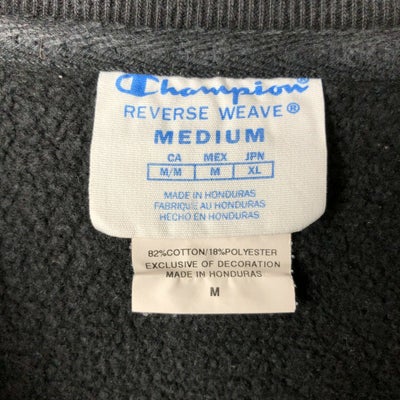 Champion
REVERSE WEAVE®
MEDIUM
CA MEX JPN
M/M M XL
MADE IN HONDURAS
FABRIQUE AU HONDURAS
HECHO EN HONDURAS
82%COTTON/18%POLYESTER
EXCLUSIVE OF DECORATION
MADE IN HONDURAS
M